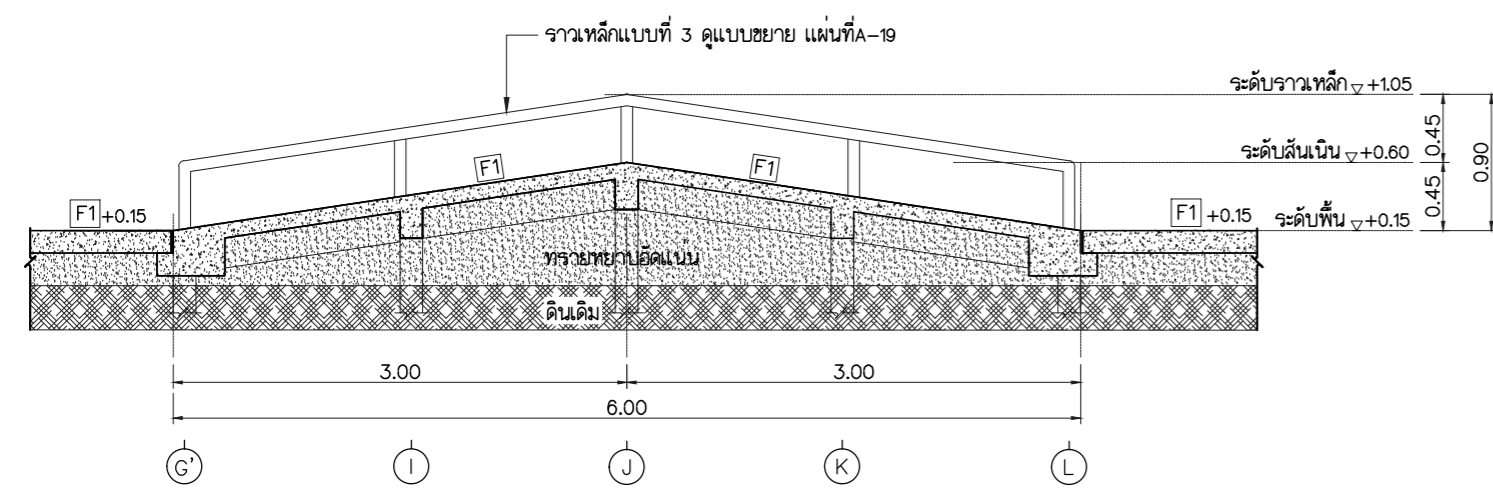 ราวเหล็กแบบที่ 3 ดูแบบขยาย แผ่นที่A-19
ระดับราวเหล็ก +1.05
0.45
0.90
F1
F1
ระดับสันเนิน +0.60
0.45
F1 +0.15
F1 +0.15
ระดับพื้น +0.15
ทรายหยาบอัดแน่น
ดินเดิม
3.00
3.00
6.00
G'
I
J
K
L